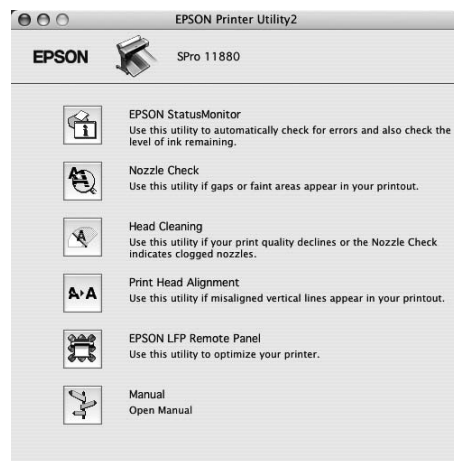 EPSON Printer Utility2
EPSON
SPro 11880
EPSON StatusMonitor
Use this utility to automatically check for errors and also check the
level of ink remaining.
Nozzle Check
Use this utility if gaps or faint areas appear in your printout.
Head Cleaning
Use this utility if your print quality declines or the Nozzle Check
indicates clogged nozzles.
Print Head Alignment
Use this utility if misaligned vertical lines appear in your printout.
EPSON LFP Remote Panel
Use this utility to optimize your printer.
Manual
Open Manual